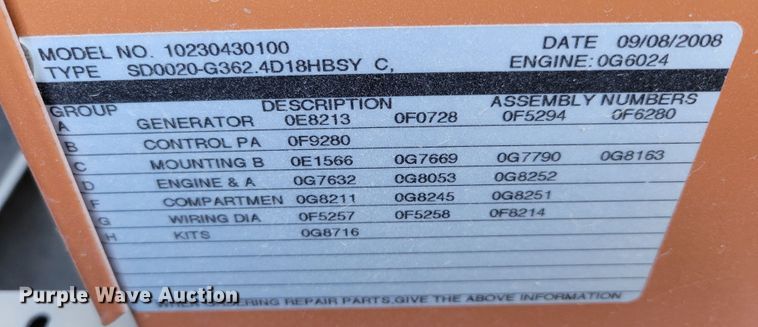 MODEL NO. 10230430100 DATE 09/08/2008
TYPE SD0020-G362.4D18HBSY C, ENGINE:0G6024
GROUP DESCRIPTION ASSEMBLY NUMBERS
A GENERATOR 0E8213 0F0728 0F5294 0F6280
B CONTROL PA 0F9280
C MOUNTING B 0E1566 0G7669 0G7790 0G8163
D ENGINE & A 0G7632 0G8053 0G8252
F COMPARTMEN 0G8211 0G8245 0G8251
G WIRING DIA 0F5257 0F5258 0F8214
H KITS 0G8716
WHEN ORDERING REPAIR PARTS,GIVE THE ABOVE INFORMATION
Purple Wave Auction